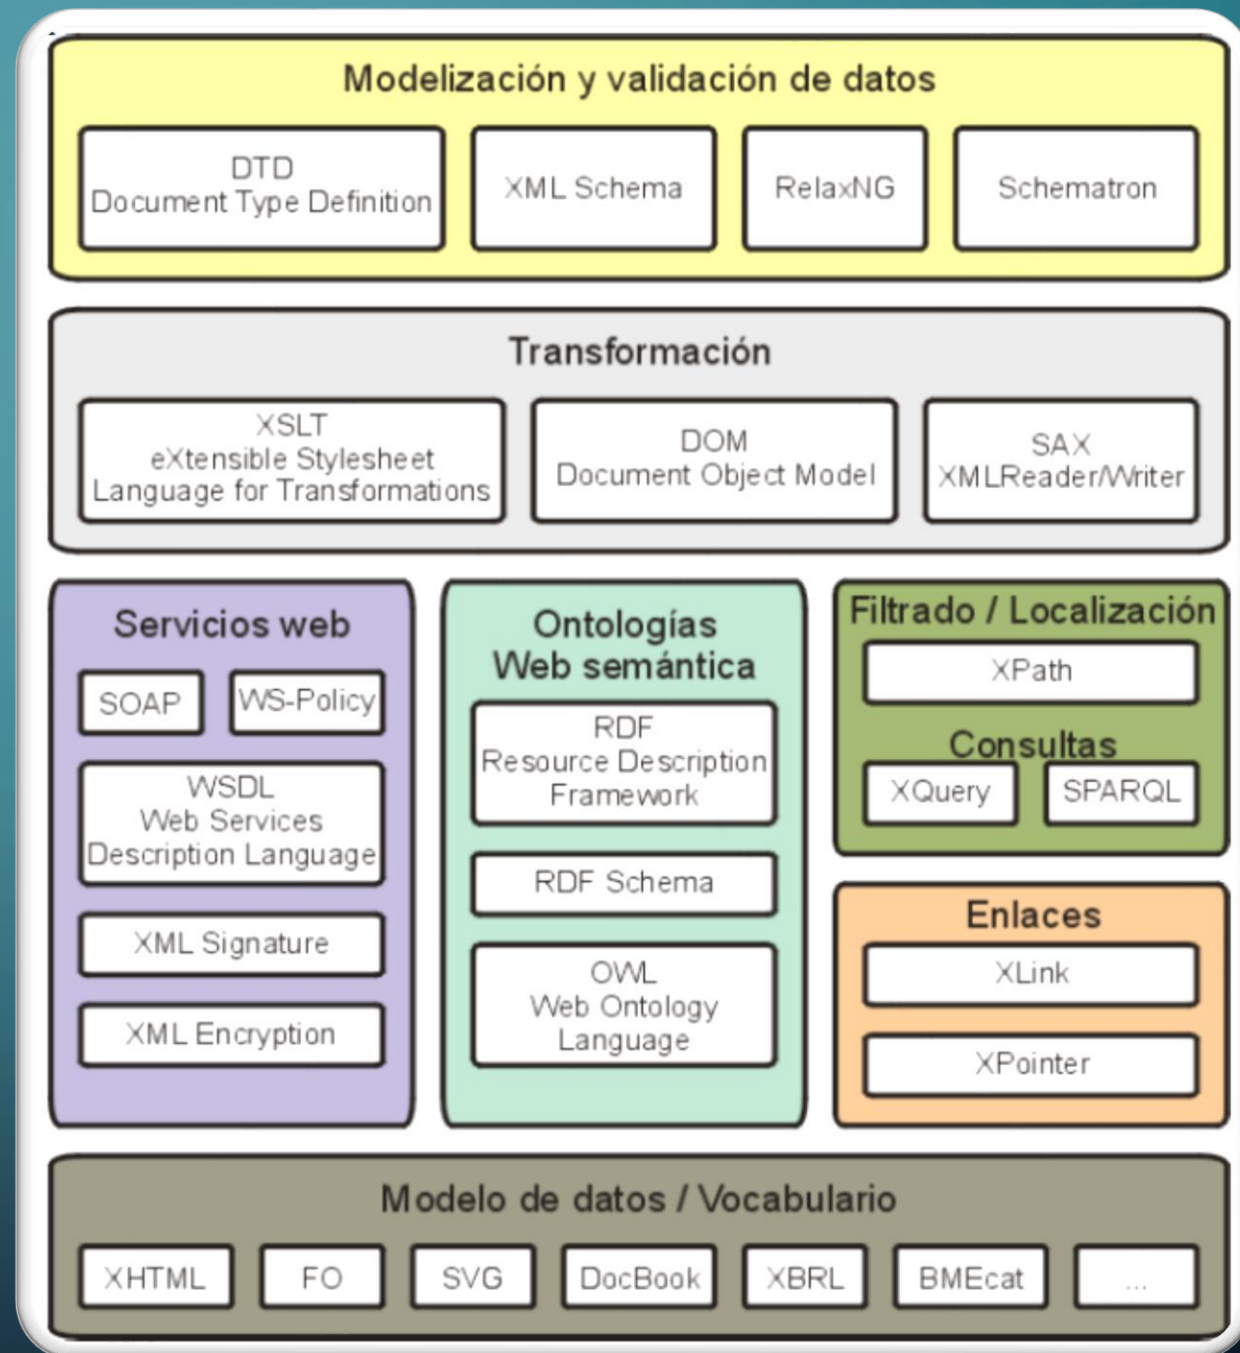 Modelización y validación de datos
DTD
Document Type Definition
XML Schema
RelaxNG
Schematron
Transformación
XSLT
eXtensible Stylesheet
Language for Transformations
DOM
Document Object Model
SAX
XMLReader/Writer
Servicios web
SOAP
WS-Policy
WSDL
Web Services
Description Language
XML Signature
XML Encryption
Ontologías
Web semántica
RDF
Resource Description
Framework
RDF Schema
OWL
Web Ontology
Language
Filtrado / Localización
XPath
Consultas
XQuery
SPARQL
Enlaces
XLink
XPointer
Modelo de datos / Vocabulario
XHTML
FO
SVG
DocBook
XBRL
BMEcat
...